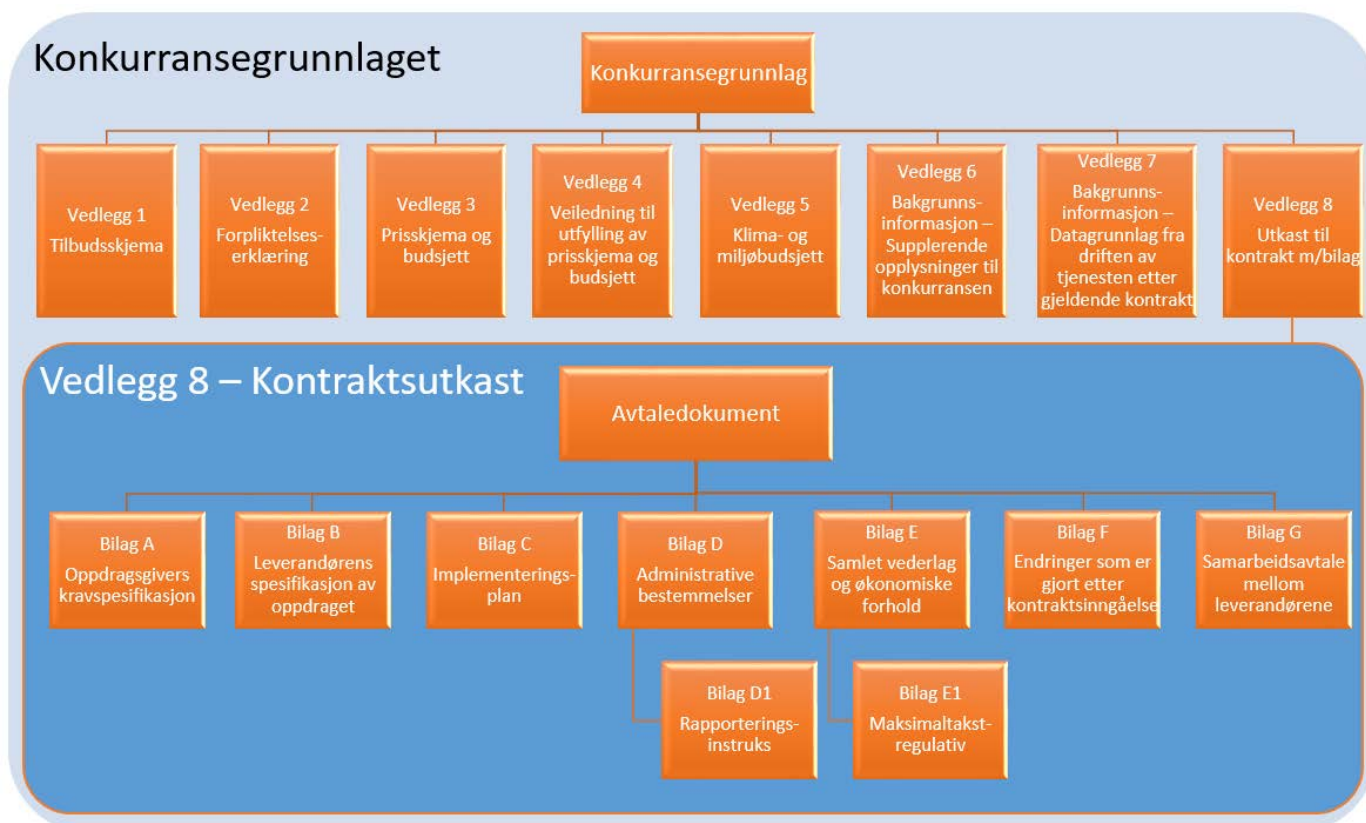 Konkurransegrunnlaget
Konkurransegrunnlag
Vedlegg 1
Tilbudsskjema
Vedlegg 2
Forpliktelses-
erklæring
Vedlegg 3
Prisskjema og
budsjett
Vedlegg 4
Veiledning til
utfylling av
prisskjema og
budsjett
Vedlegg 5
Klima- og
miljøbudsjett
Vedlegg 6
Bakgrunns-
informasjon –
Supplerende
opplysninger til
konkurransen
Vedlegg 7
Bakgrunns-
informasjon –
Datagrunnlag fra
driften av
tjenesten etter
gjeldende kontrakt
Vedlegg 8
Utkast til
kontrakt m/bilag
Vedlegg 8 – Kontraktsutkast
Avtaledokument
Bilag A
Oppdragsgivers
kravspesifikasjon
Bilag B
Leverandørens
spesifikasjon av
oppdraget
Bilag C
Implementerings-
plan
Bilag D
Administrative
bestemmelser
Bilag E
Samlet vederlag
og økonomiske
forhold
Bilag F
Endringer som er
gjort etter
kontraktsinngåelse
Bilag G
Samarbeidsavtale
mellom
leverandørene
Bilag D1
Rapporterings-
instruks
Bilag E1
Maksimaltakst-
regulativ